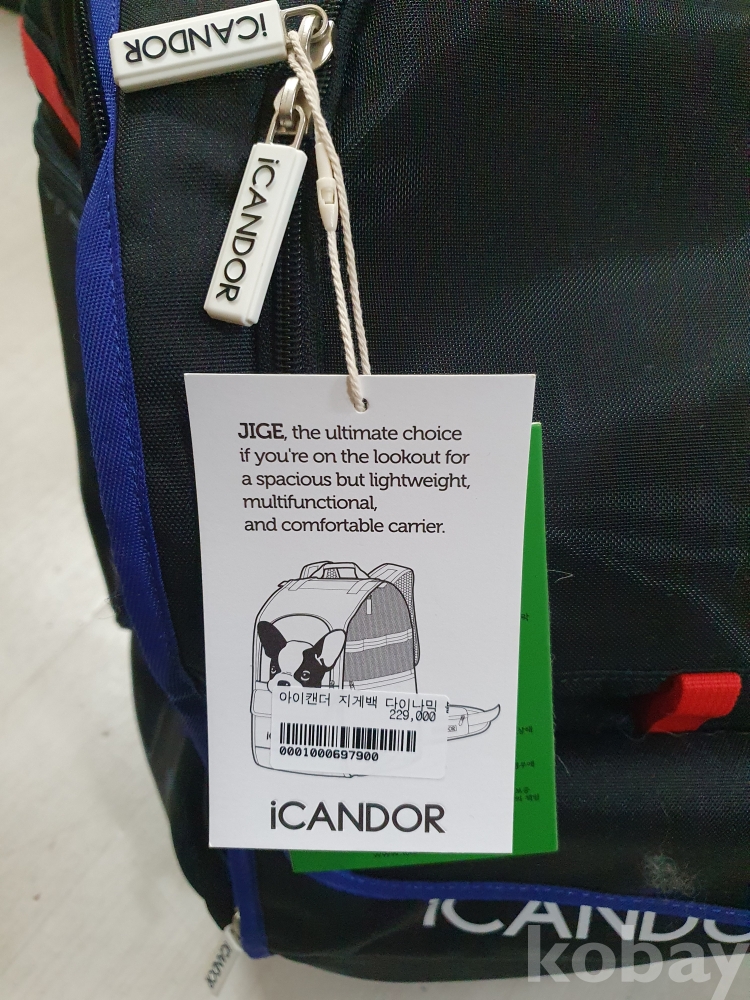 iCANDOR
iCANDOR
JIGE, the ultimate choice
if you're on the lookout for
a spacious but lightweight,
multifunctional,
and comfortable carrier.
아이캔더 지게백 다이나믹
229,000
0001000697900
iCANDOR
iCANDO
iCANDOR
kobay